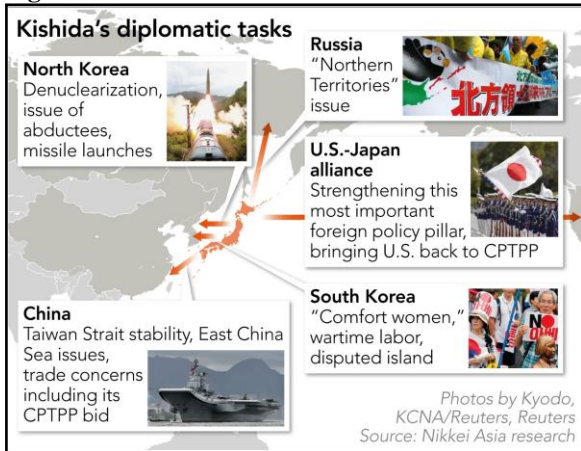 Kishida's diplomatic tasks
North Korea
Denuclearization,
issue of
abductees,
missile launches
Russia
"Northern
Territories"
issue
北方領
U.S.-Japan
alliance
Strengthening this
most important
foreign policy pillar,
bringing U.S. back to CPTPP
China
Taiwan Strait stability, East China
Sea issues,
trade concerns
including its
CPTPP bid
South Korea
"Comfort women,"
wartime labor,
disputed island
NO
Photos by Kyodo,
KCNA/Reuters, Reuters
Source: Nikkei Asia research